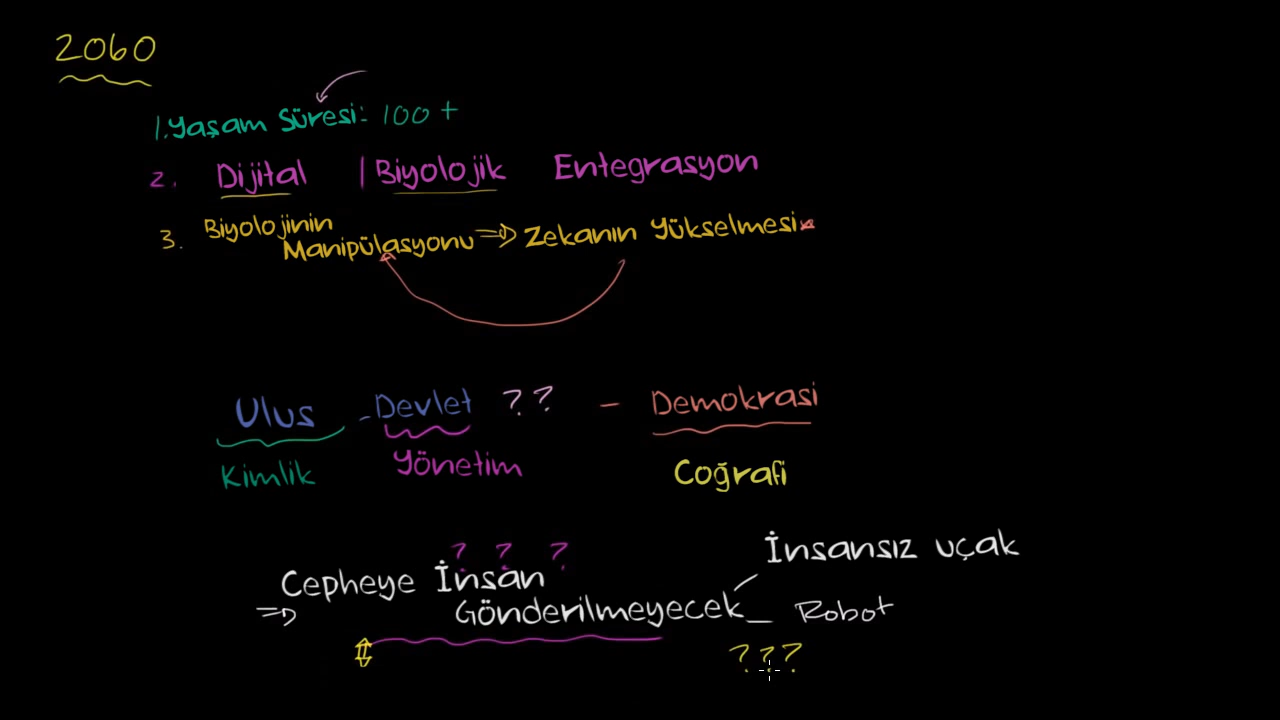 2060
1. Yaşam Süresi: 100 +
2. Dijital | Biyolojik Entegrasyon
3. Biyolojinin
Manipülasyonu => Zekanın Yükselmesi
Ulus - Devlet ?? - Demokrasi
Kimlik Yönetim Coğrafi
? ? ?
İnsansız uçak
=> Cepheye İnsan
Gönderilmeyecek Robot
???